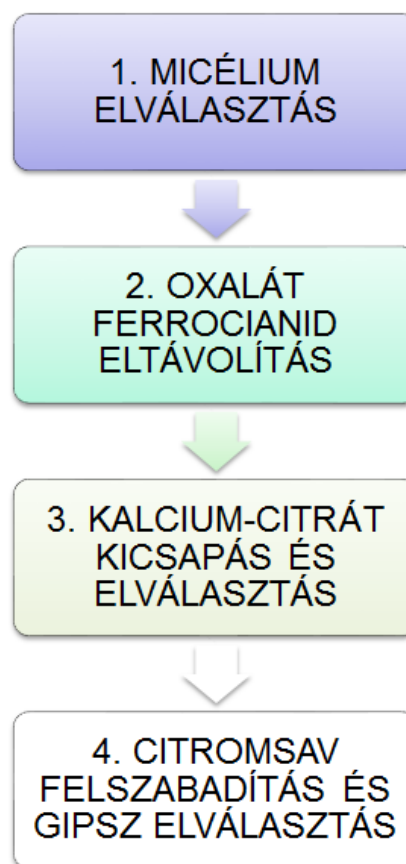 1. MICÉLIUM
ELVÁLASZTÁS
2. OXALÁT
FERROCIANID
ELTÁVOLÍTÁS
3. KALCIUM-CITRÁT
KICSAPÁS ÉS
ELVÁLASZTÁS
4. CITROMSAV
FELSZABADÍTÁS ÉS
GIPSZ ELVÁLASZTÁS